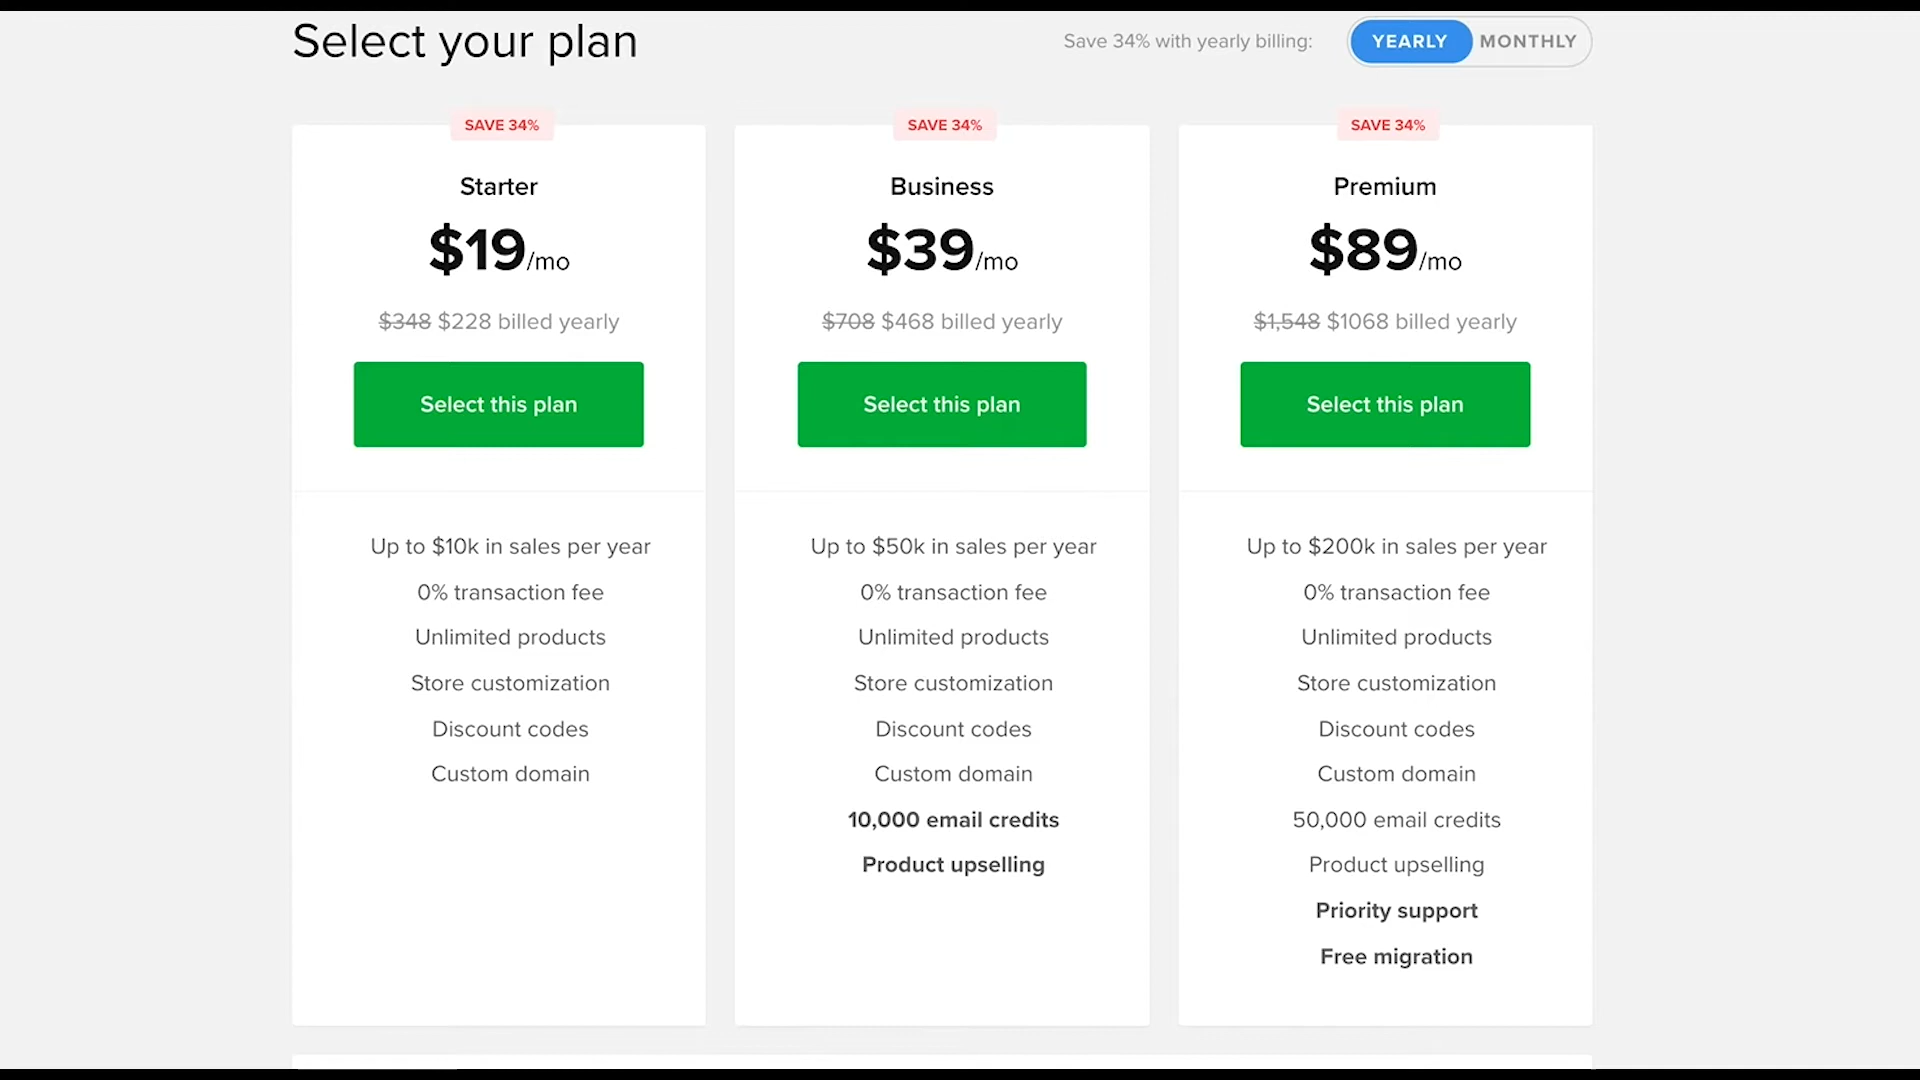 Select your plan
Save 34% with yearly billing:
YEARLY
MONTHLY
SAVE 34%
Starter
$19/mo
$348 $228 billed yearly
Select this plan
Up to $10k in sales per year
0% transaction fee
Unlimited products
Store customization
Discount codes
Custom domain
SAVE 34%
Business
$39/mo
$708 $468 billed yearly
Select this plan
Up to $50k in sales per year
0% transaction fee
Unlimited products
Store customization
Discount codes
Custom domain
10,000 email credits
Product upselling
SAVE 34%
Premium
$89/mo
$1,548 $1068 billed yearly
Select this plan
Up to $200k in sales per year
0% transaction fee
Unlimited products
Store customization
Discount codes
Custom domain
50,000 email credits
Product upselling
Priority support
Free migration